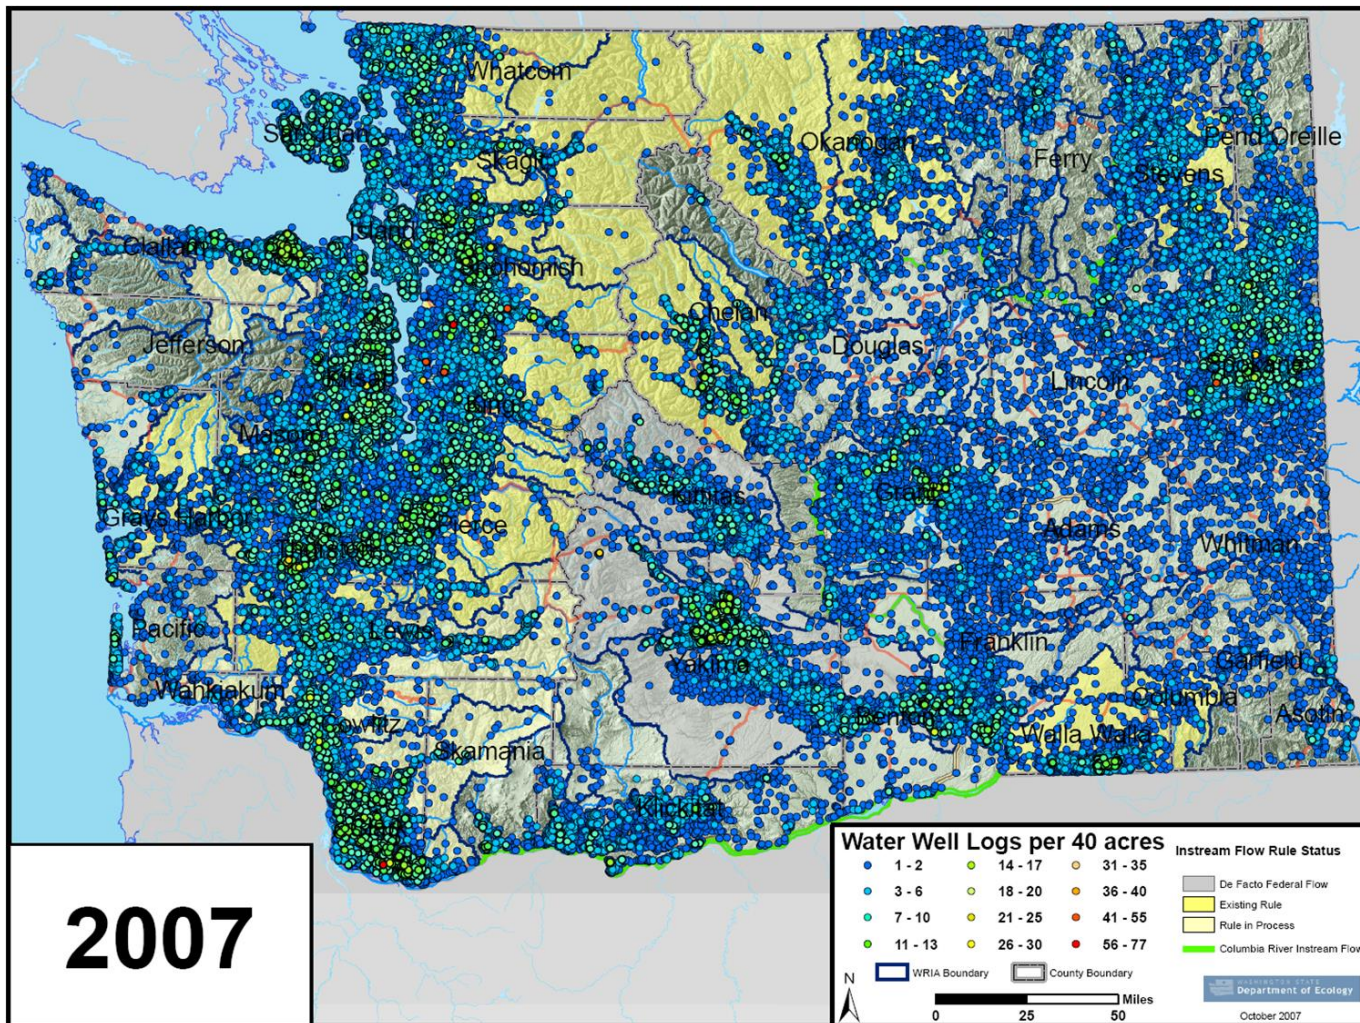 Whatcom
San Juan
Skagit
Okanogan
Ferry
Pend Oreille
Stevens
Island
Clallam
Snohomish
Chelan
Jefferson
Douglas
Lincoln
Spokane
Kitsap
King
Mason
Kittitas
Grant
Grays Harbor
Pierce
Adams
Whitman
Thurston
Pacific
Lewis
Yakima
Franklin
Garfield
Wahkiakum
Columbia
Cowlitz
Benton
Asotin
Skamania
Walla Walla
Klickitat
Clark
2007
Water Well Logs per 40 acres
1 - 2
14 - 17
31 - 35
3 - 6
18 - 20
36 - 40
7 - 10
21 - 25
41 - 55
11 - 13
26 - 30
56 - 77
WRIA Boundary
County Boundary
N
Miles
0
25
50
Instream Flow Rule Status
De Facto Federal Flow
Existing Rule
Rule in Process
Columbia River Instream Flow
WASHINGTON STATE
Department of Ecology
October 2007